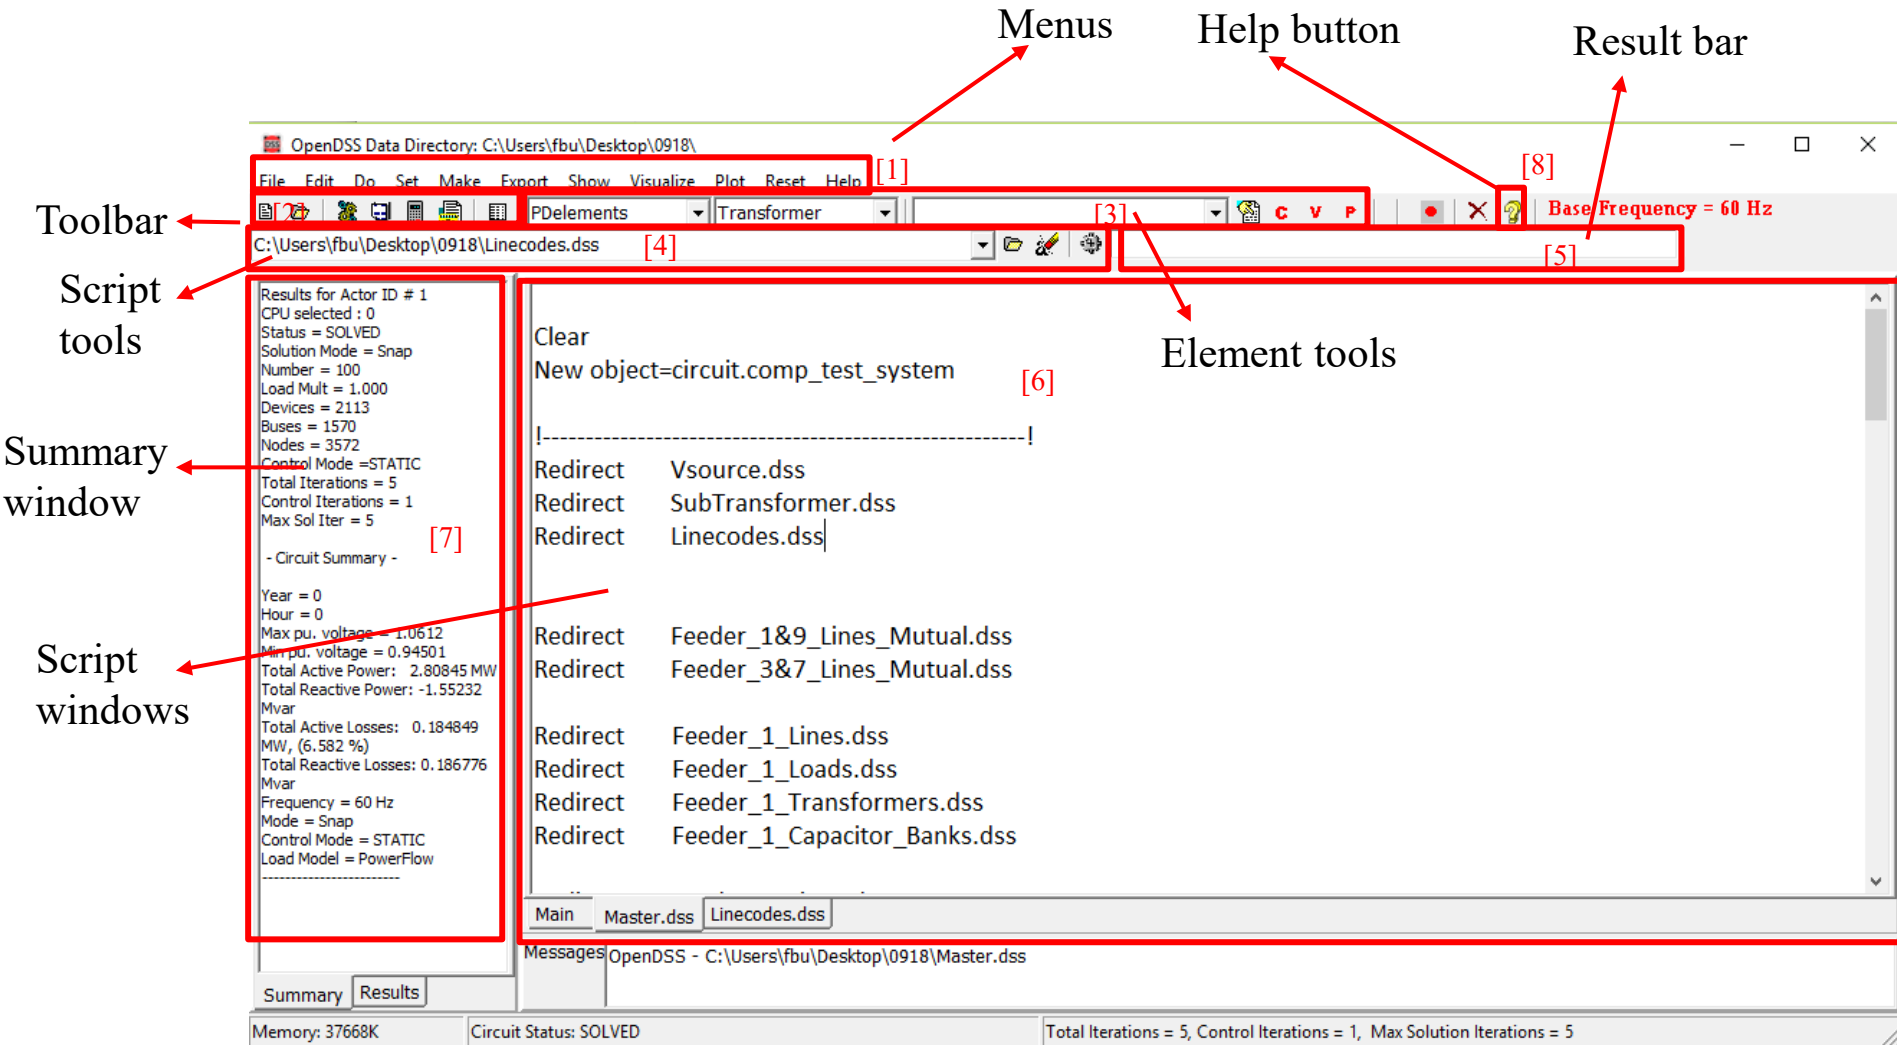 Menus
Help button
Result bar
OpenDSS Data Directory: C:\Users\fbu\Desktop\0918\
[8]
File Edit Do Set Make Export Show Visualize Plot Reset Help [1]
Toolbar
[2]
PDelements Transformer [3] C V P Base Frequency = 60 Hz
C:\Users\fbu\Desktop\0918\Linecodes.dss [4] [5]
Script
tools
Element tools
Summary
window
Script
windows
Results for Actor ID # 1
CPU selected : 0
Status = SOLVED
Solution Mode = Snap
Number = 100
Load Mult = 1.000
Devices = 2113
Buses = 1570
Nodes = 3572
Control Mode =STATIC
Total Iterations = 5
Control Iterations = 1
Max Sol Iter = 5
[7]
- Circuit Summary -
Year = 0
Hour = 0
Max pu. voltage = 1.0612
Min pu. voltage = 0.94501
Total Active Power: 2.80845 MW
Total Reactive Power: -1.55232
Mvar
Total Active Losses: 0.184849
MW, (6.582 %)
Total Reactive Losses: 0.186776
Mvar
Frequency = 60 Hz
Mode = Snap
Control Mode = STATIC
Load Model = PowerFlow
------------------------
Summary Results
Clear
New object=circuit.comp_test_system
[6]
!--------------------------------------------------------!
Redirect Vsource.dss
Redirect SubTransformer.dss
Redirect Linecodes.dss
Redirect Feeder_1&9_Lines_Mutual.dss
Redirect Feeder_3&7_Lines_Mutual.dss
Redirect Feeder_1_Lines.dss
Redirect Feeder_1_Loads.dss
Redirect Feeder_1_Transformers.dss
Redirect Feeder_1_Capacitor_Banks.dss
Main Master.dss Linecodes.dss
Messages OpenDSS - C:\Users\fbu\Desktop\0918\Master.dss
Memory: 37668K Circuit Status: SOLVED Total Iterations = 5, Control Iterations = 1, Max Solution Iterations = 5